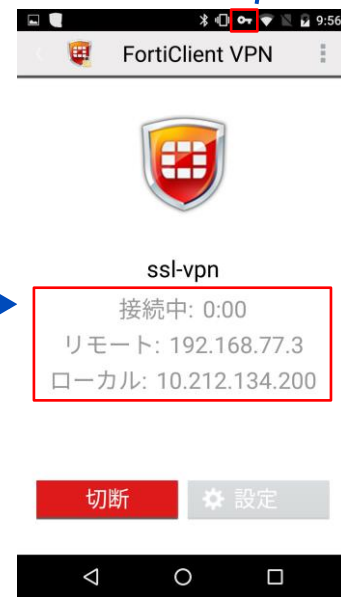 9:56
FortiClient VPN
ssl-vpn
接続中: 0:00
リモート: 192.168.77.3
ローカル: 10.212.134.200
切断
設定